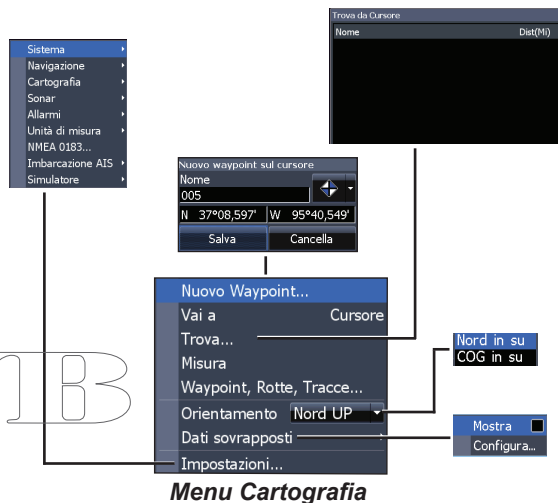 Trova da Cursore
Nome Dist(Mi)
Sistema
Navigazione
Cartografia
Sonar
Allarmi
Unità di misura
NMEA 0183...
Imbarcazione AIS
Simulatore
Nuovo waypoint sul cursore
Nome
005
N 37°08,597' W 95°40,549'
Salva Cancella
Nuovo Waypoint...
Vai a Cursore
Trova...
Misura
Waypoint, Rotte, Tracce...
Orientamento Nord UP
Dati sovrapposti
Impostazioni...
Nord in su
COG in su
Mostra
Configura...
Menu Cartografia